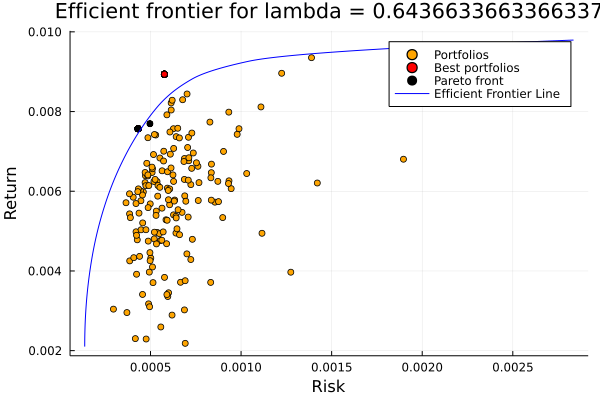 Efficient frontier for lambda = 0.6436633663366337
0.010
0.008
0.006
0.004
0.002
Return
Portfolios
Best portfolios
Pareto front
Efficient Frontier Line
0.0005
0.0010
0.0015
0.0020
0.0025
Risk